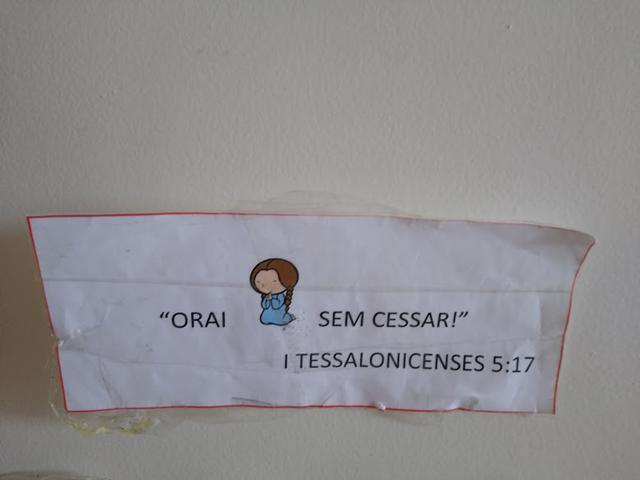 “ORAI SEM CESSAR!”
I TESSALONICENSES 5:17